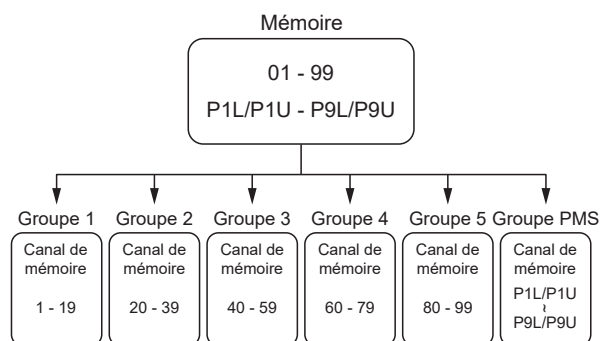 Mémoire
01 - 99
P1L/P1U - P9L/P9U
Groupe 1
Canal de
mémoire
1 - 19
Groupe 2
Canal de
mémoire
20 - 39
Groupe 3
Canal de
mémoire
40 - 59
Groupe 4
Canal de
mémoire
60 - 79
Groupe 5
Canal de
mémoire
80 - 99
Groupe PMS
Canal de
mémoire
P1L/P1U
~
P9L/P9U